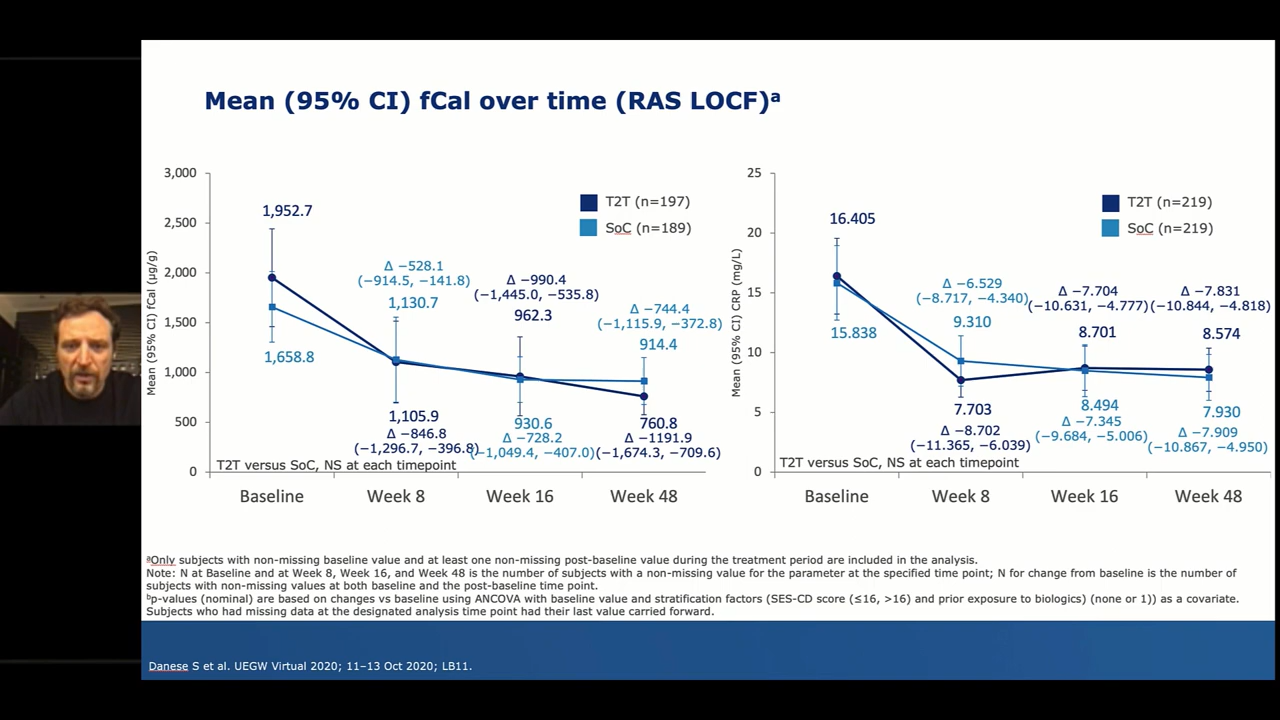 Mean (95% CI) fCal over time (RAS LOCF)ª
Mean (95% CI) fCal (µg/g)
3,000
2,500
2,000
1,500
1,000
500
0
T2T (n=197)
SoC (n=189)
1,952.7
1,658.8
Δ −528.1
(−914.5, −141.8)
1,130.7
1,105.9
Δ −846.8
(−1,296.7, −396.8)
Δ −990.4
(−1,445.0, −535.8)
962.3
930.6
Δ −728.2
(−1,049.4, −407.0)
Δ −744.4
(−1,115.9, −372.8)
914.4
760.8
Δ −1191.9
(−1,674.3, −709.6)
T2T versus SoC, NS at each timepoint
Baseline
Week 8
Week 16
Week 48
Mean (95% CI) CRP (mg/L)
25
20
15
10
5
0
T2T (n=219)
SoC (n=219)
16.405
15.838
Δ −6.529
(−8.717, −4.340)
9.310
7.703
Δ −8.702
(−11.365, −6.039)
Δ −7.704
(−10.631, −4.777)
8.701
8.494
Δ −7.345
(−9.684, −5.006)
Δ −7.831
(−10.844, −4.818)
8.574
7.930
Δ −7.909
(−10.867, −4.950)
T2T versus SoC, NS at each timepoint
Baseline
Week 8
Week 16
Week 48
ªOnly subjects with non-missing baseline value and at least one non-missing post-baseline value during the treatment period are included in the analysis.
Note: N at Baseline and at Week 8, Week 16, and Week 48 is the number of subjects with a non-missing value for the parameter at the specified time point; N for change from baseline is the number of
subjects with non-missing values at both baseline and the post-baseline time point.
ᵇp-values (nominal) are based on changes vs baseline using ANCOVA with baseline value and stratification factors (SES-CD score (≤16, >16) and prior exposure to biologics) (none or 1)) as a covariate.
Subjects who had missing data at the designated analysis time point had their last value carried forward.
Danese S et al. UEGW Virtual 2020; 11–13 Oct 2020; LB11.